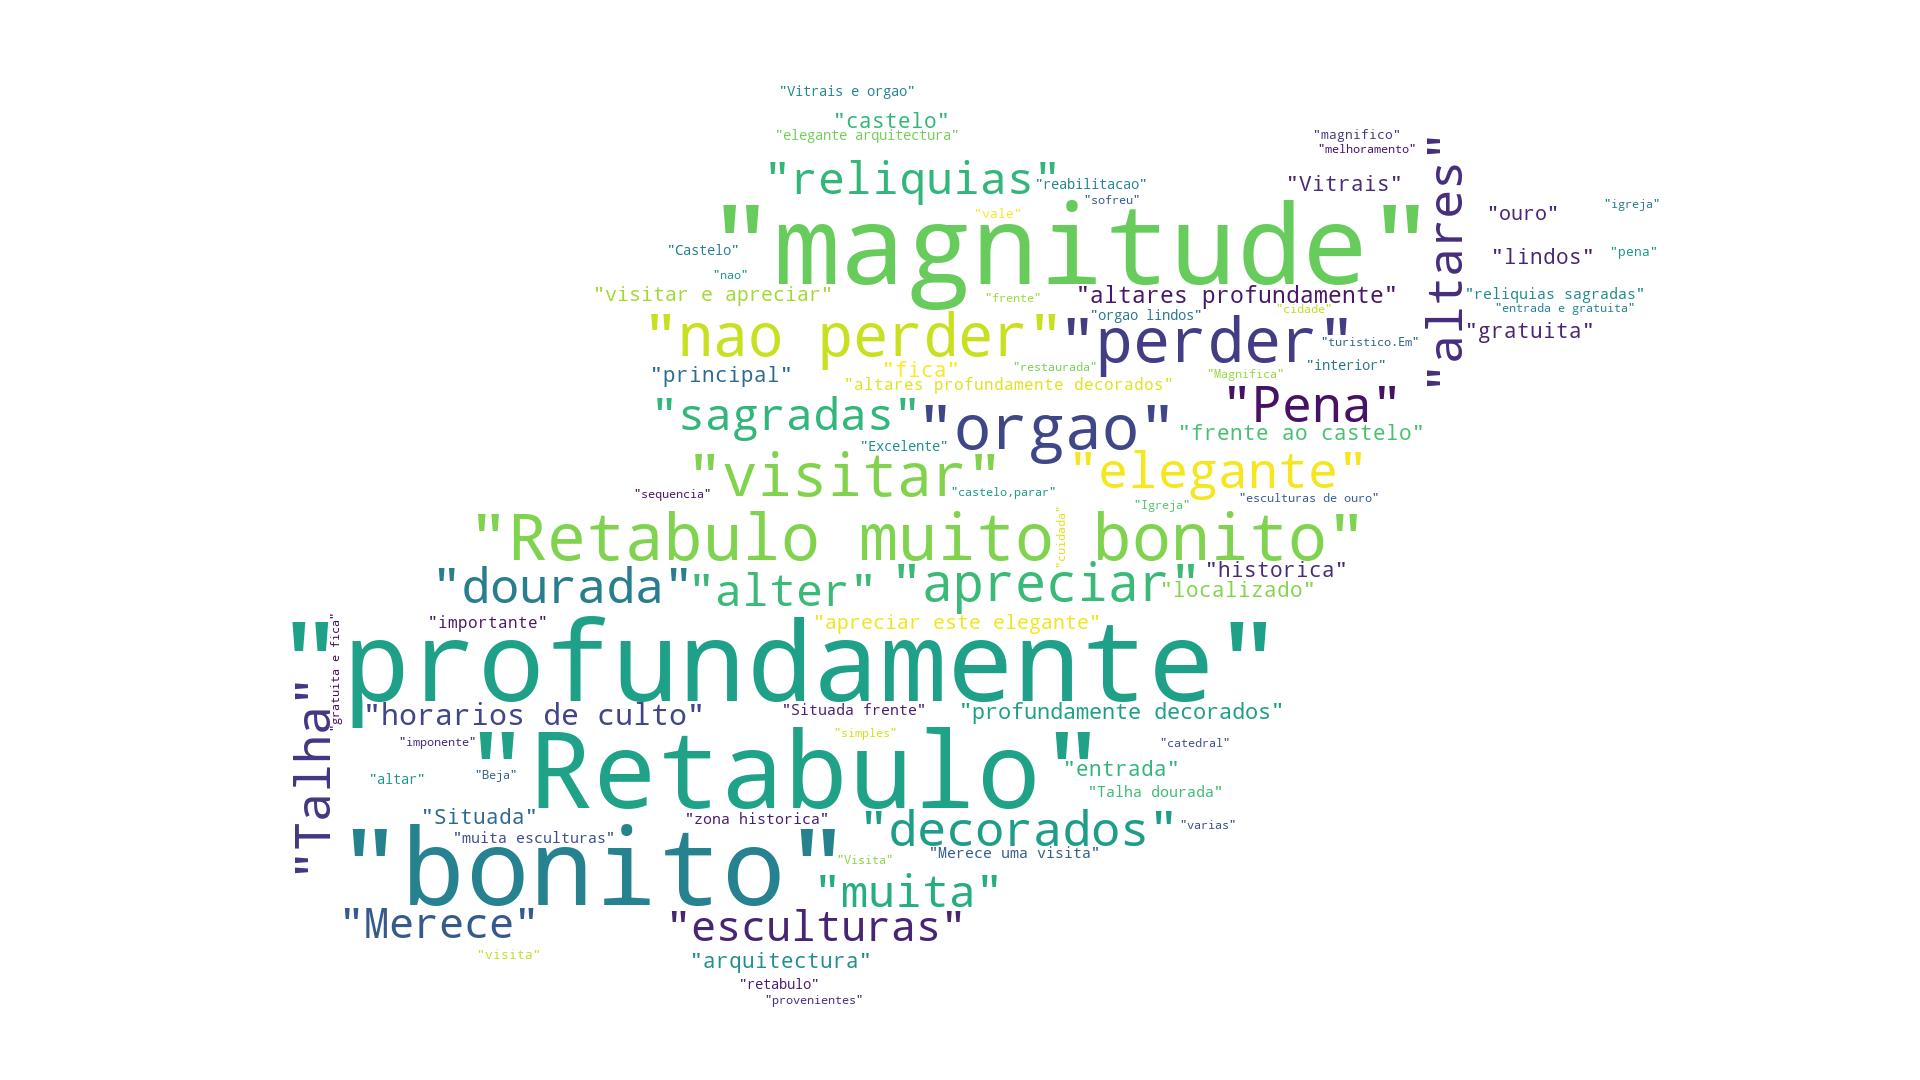 "Vitrais e orgao"
"castelo"
"elegante arquitectura"
"magnifico"
"melhoramento"
"reliquias"
"reabilitacao"
"Vitrais"
"sofreu"
"altares"
"ouro"
"igreja"
"vale"
"magnitude"
"Castelo"
"lindos"
"pena"
"nao"
"visitar e apreciar"
"frente"
"altares profundamente"
"reliquias sagradas"
"entrada e gratuita"
"cidade"
"orgao lindos"
"gratuita"
"nao perder"
"perder"
"turistico.Em"
"principal"
"fica"
"restaurada"
"interior"
"Magnifica"
"altares profundamente decorados"
"sagradas"
"orgao"
"Pena"
"frente ao castelo"
"Excelente"
"visitar"
"elegante"
"sequencia"
"castelo,parar"
"esculturas de ouro"
"Igreja"
"Retabulo muito bonito"
"cuidada"
"dourada"
"alter"
"apreciar"
"historica"
"localizado"
"importante"
"apreciar este elegante"
"gratuita e fica"
"profundamente"
"Talha"
"horarios de culto"
"Situada frente"
"profundamente decorados"
"simples"
"imponente"
"catedral"
"Retabulo"
"altar"
"Beja"
"entrada"
"Talha dourada"
"Situada"
"zona historica"
"decorados"
"varias"
"muita esculturas"
"bonito"
"Visita"
"Merece uma visita"
"muita"
"Merece"
"esculturas"
"visita"
"arquitectura"
"retabulo"
"provenientes"